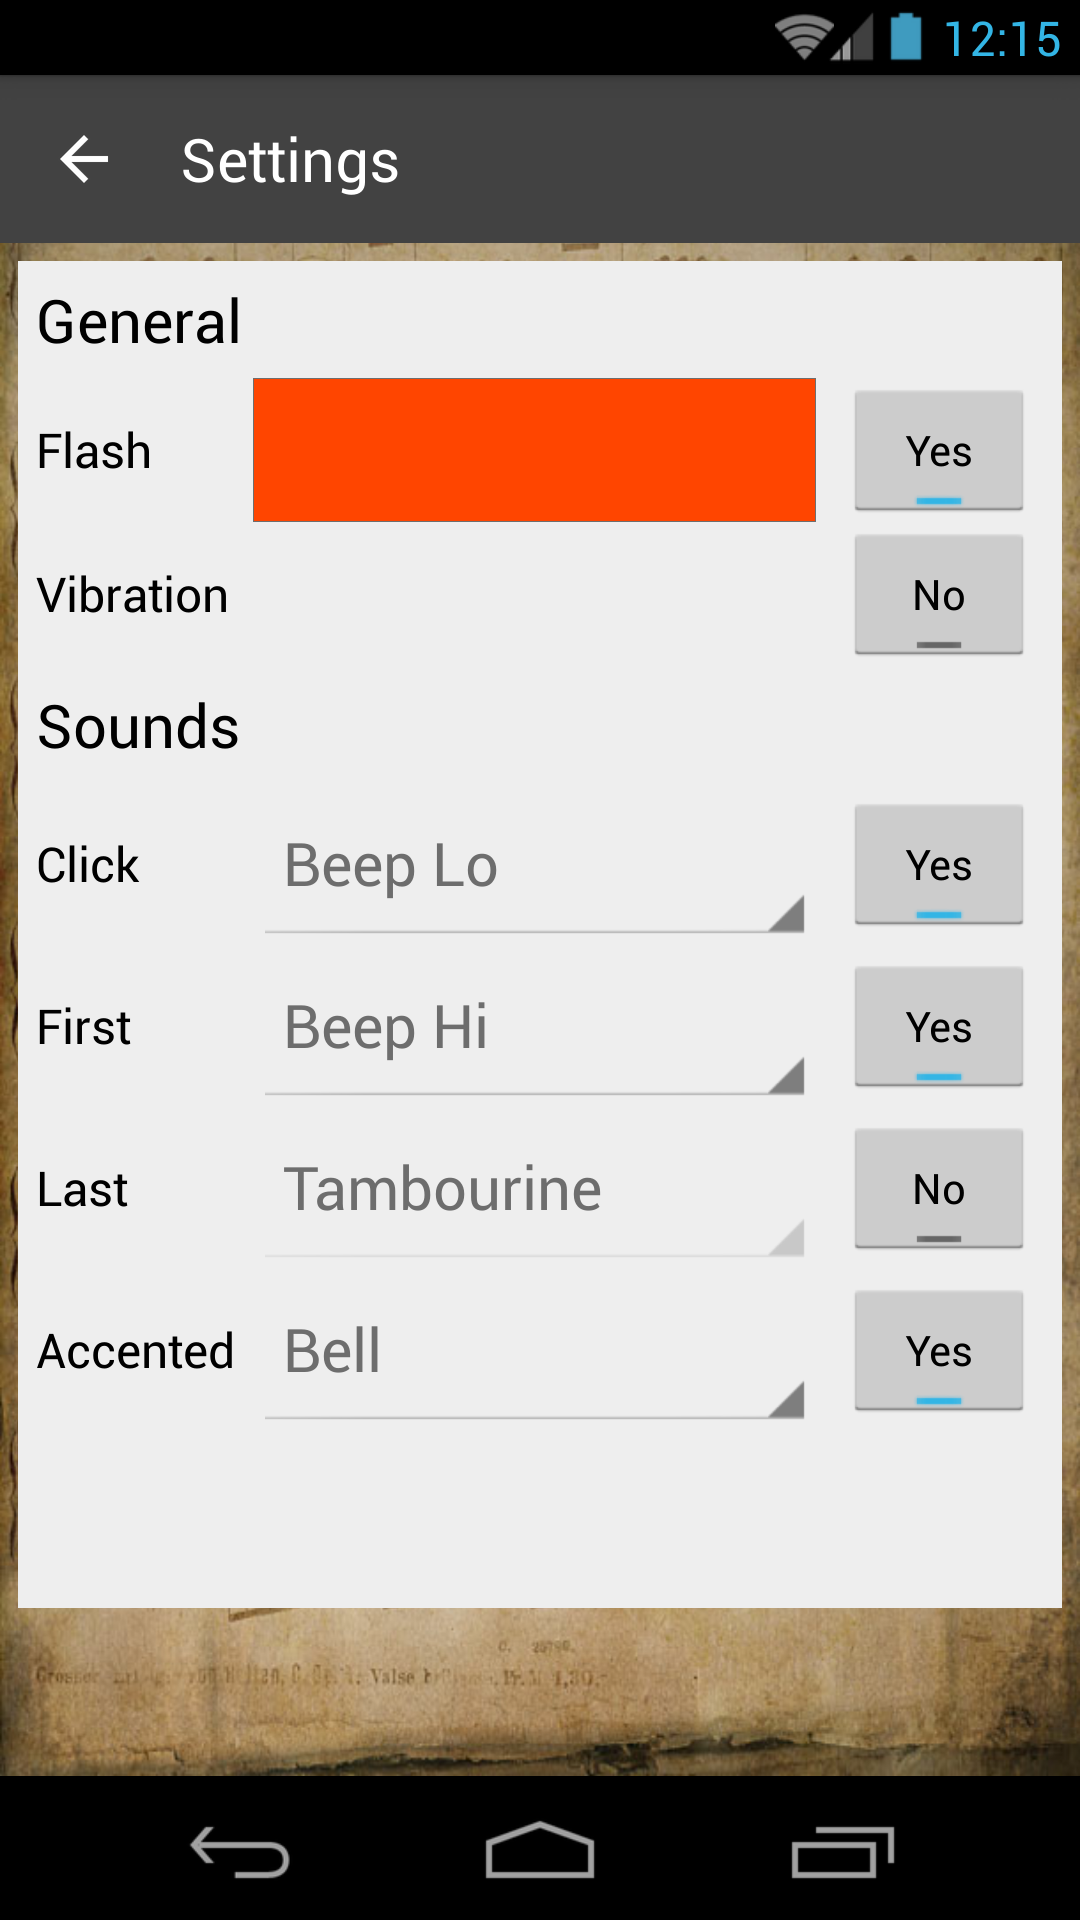 12:15
Settings
General
Flash Yes
Vibration No
Sounds
Click Beep Lo Yes
First Beep Hi Yes
Last Tambourine No
Accented Bell Yes
Valse